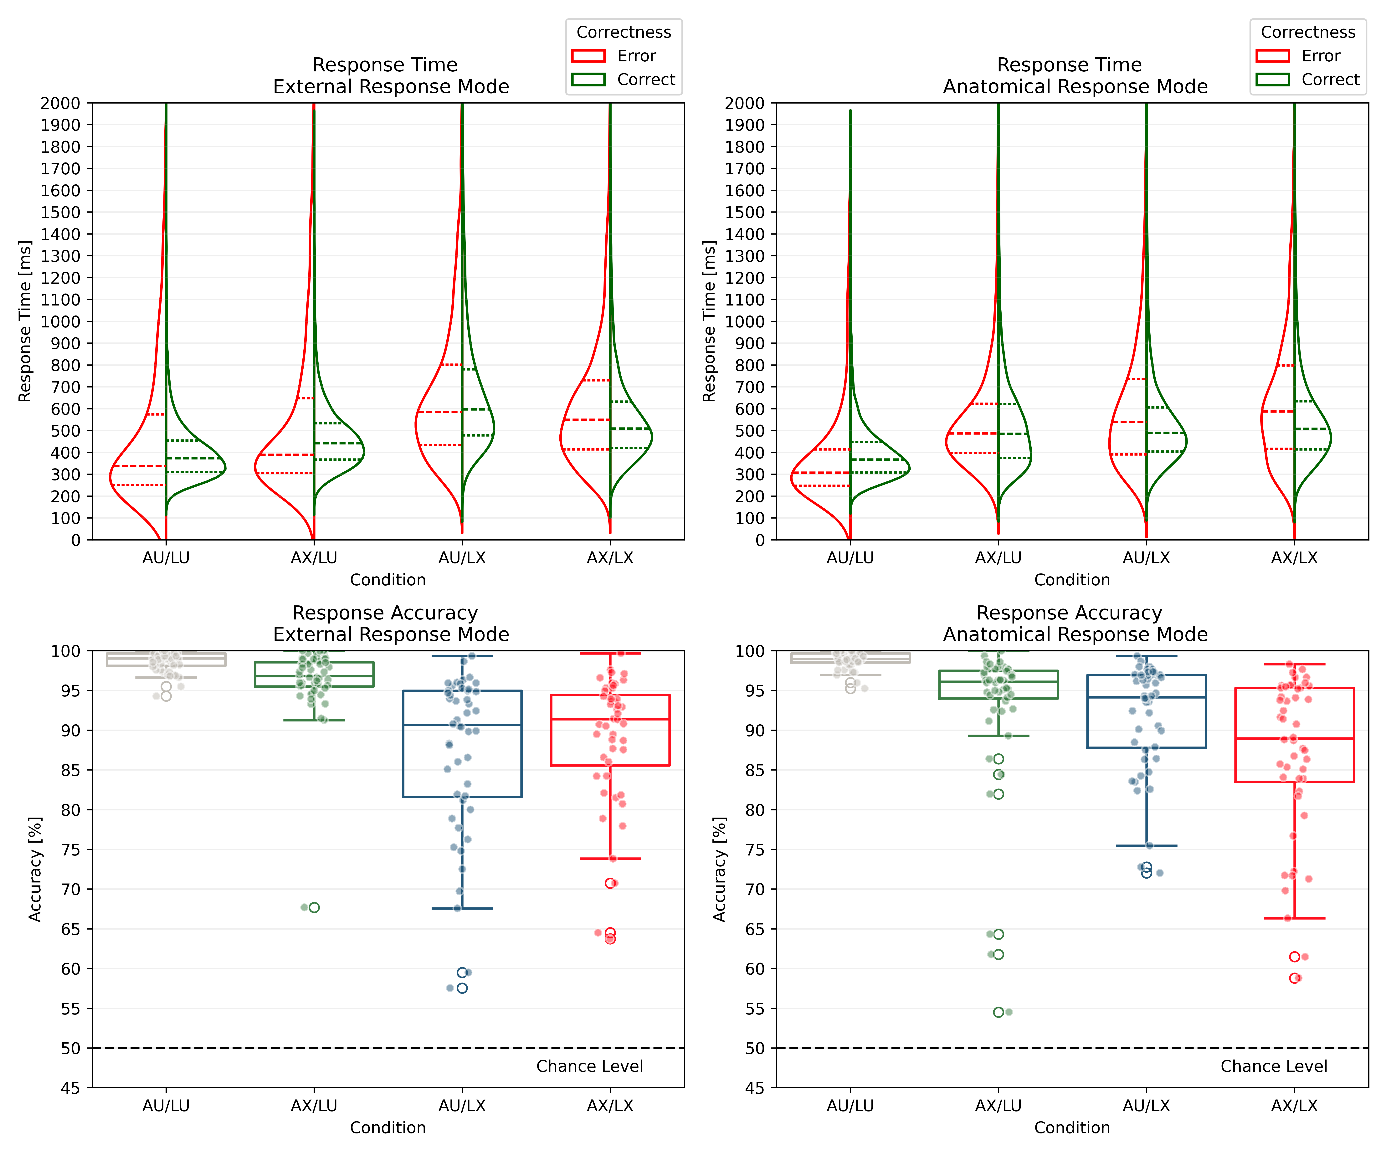 Correctness
Error
Correct
Response Time
External Response Mode
2000
1900
1800
1700
1600
1500
1400
1300
1200
1100
1000
900
800
700
600
500
400
300
200
100
0
Response Time [ms]
AU/LU AX/LU AU/LX AX/LX
Condition
Correctness
Error
Correct
Response Time
Anatomical Response Mode
2000
1900
1800
1700
1600
1500
1400
1300
1200
1100
1000
900
800
700
600
500
400
300
200
100
0
Response Time [ms]
AU/LU AX/LU AU/LX AX/LX
Condition
Response Accuracy
External Response Mode
100
95
90
85
80
75
70
65
60
55
50
45
Accuracy [%]
Chance Level
AU/LU AX/LU AU/LX AX/LX
Condition
Response Accuracy
Anatomical Response Mode
100
95
90
85
80
75
70
65
60
55
50
45
Accuracy [%]
Chance Level
AU/LU AX/LU AU/LX AX/LX
Condition